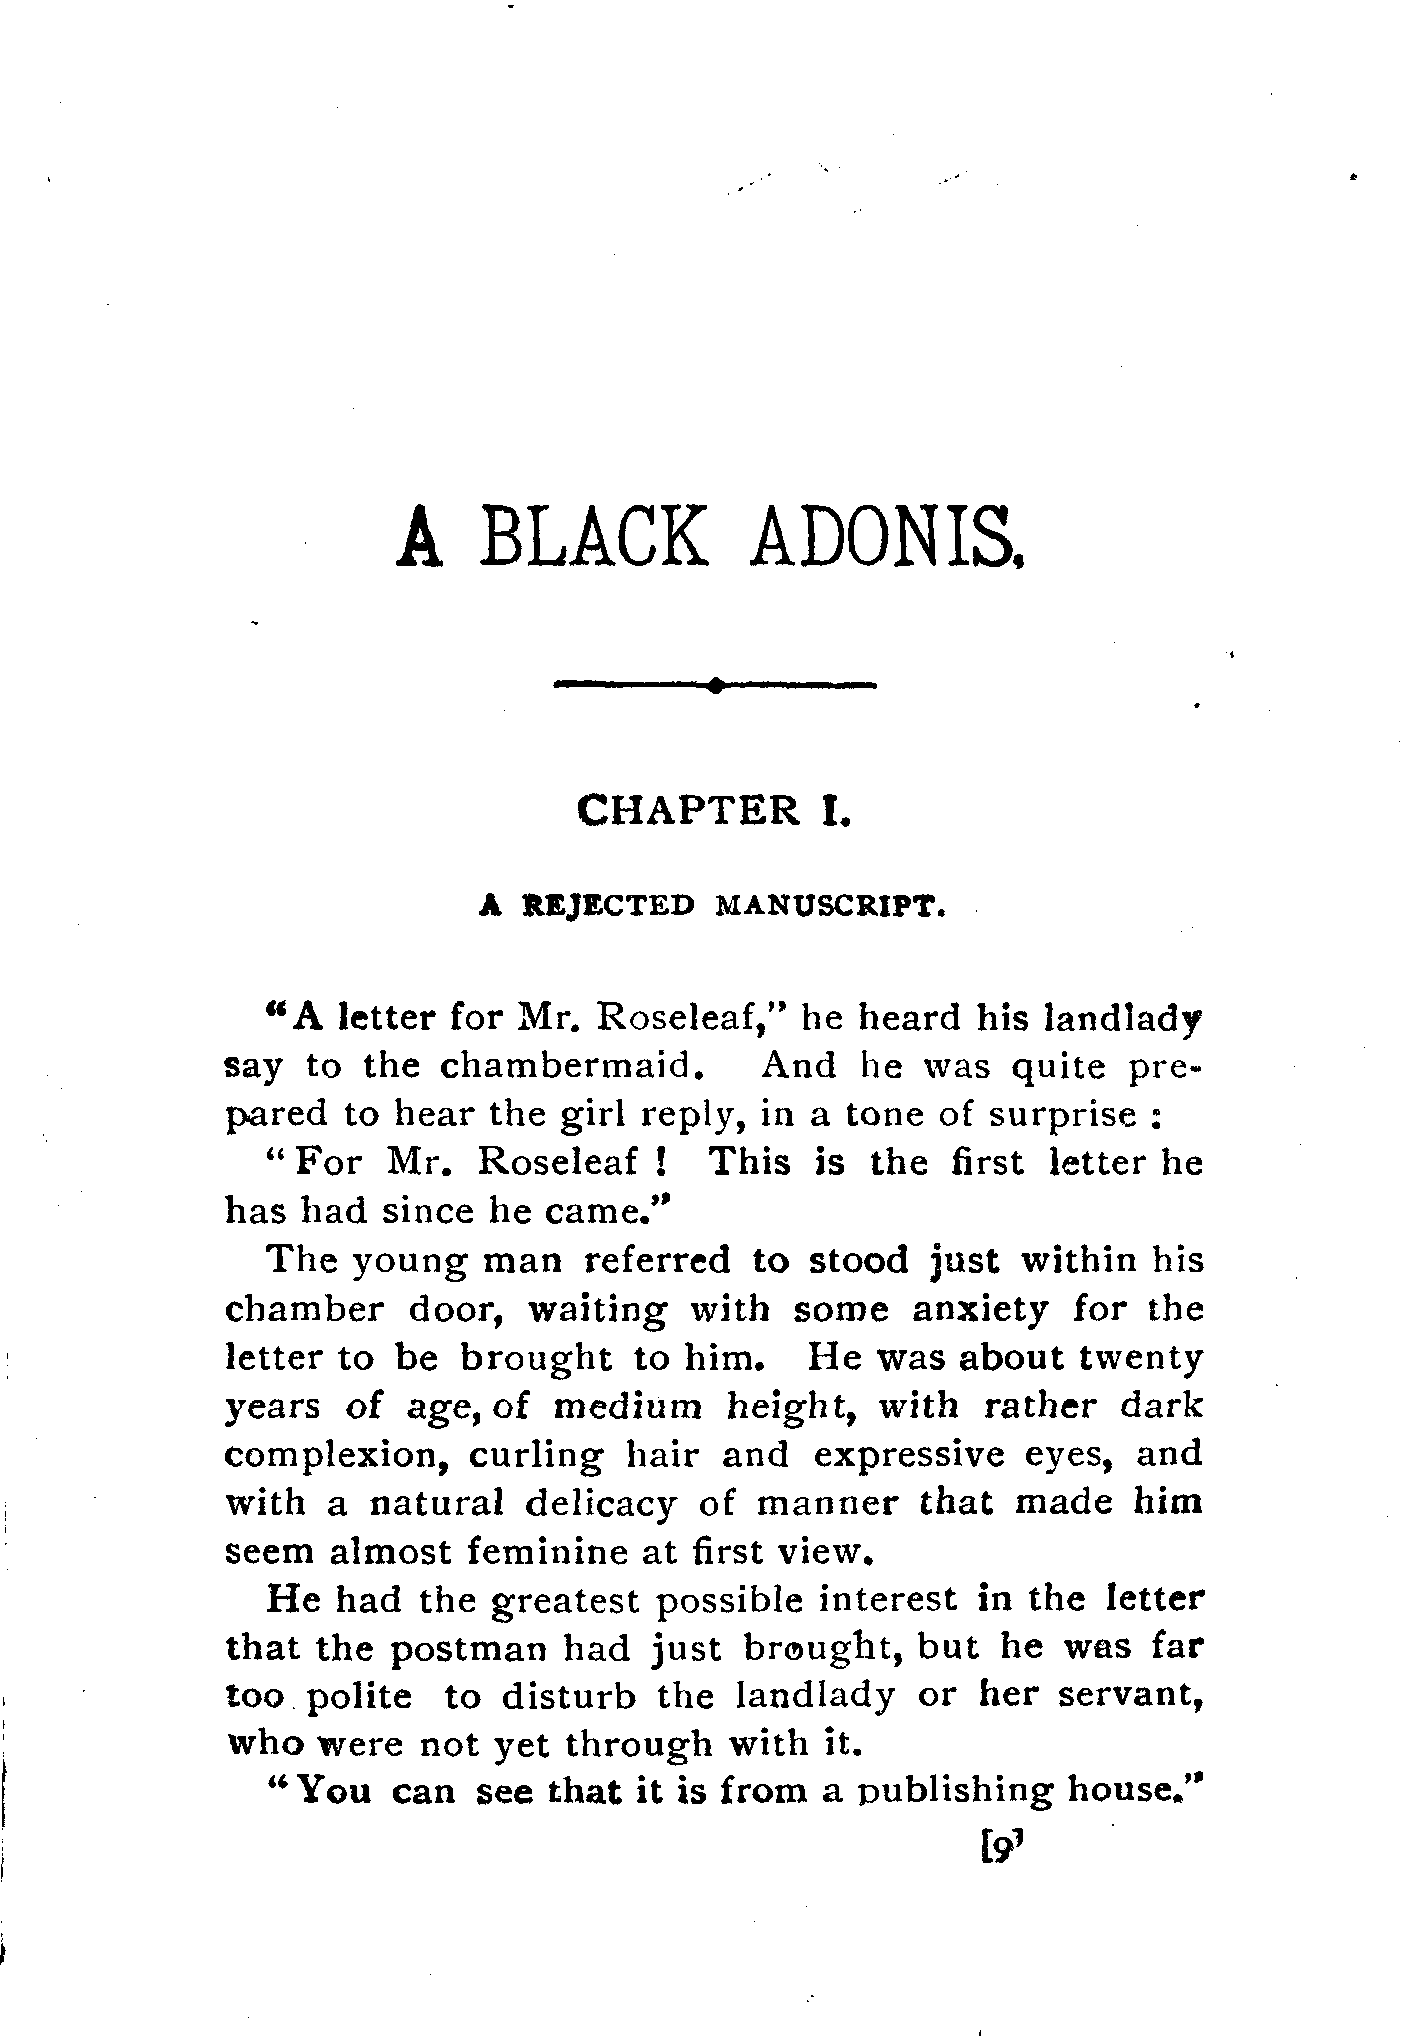 A BLACK ADONIS.
CHAPTER I.
A REJECTED MANUSCRIPT.
“A letter for Mr. Roseleaf,” he heard his landlady
say to the chambermaid. And he was quite pre-
pared to hear the girl reply, in a tone of surprise :
“For Mr. Roseleaf ! This is the first letter he
has had since he came.”
The young man referred to stood just within his
chamber door, waiting with some anxiety for the
letter to be brought to him. He was about twenty
years of age, of medium height, with rather dark
complexion, curling hair and expressive eyes, and
with a natural delicacy of manner that made him
seem almost feminine at first view.
He had the greatest possible interest in the letter
that the postman had just brought, but he was far
too polite to disturb the landlady or her servant,
who were not yet through with it.
“You can see that it is from a publishing house.”
[9]